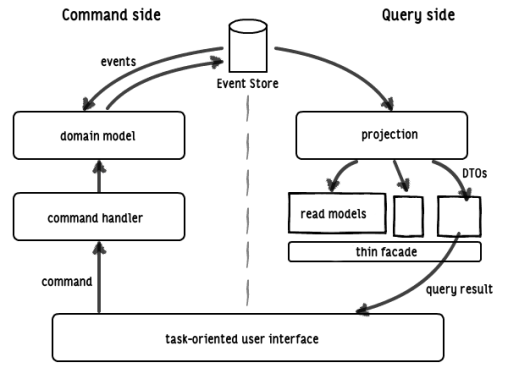 Command side
Query side
events
Event Store
domain model
projection
DTOs
command handler
read models
thin facade
command
query result
task-oriented user interface